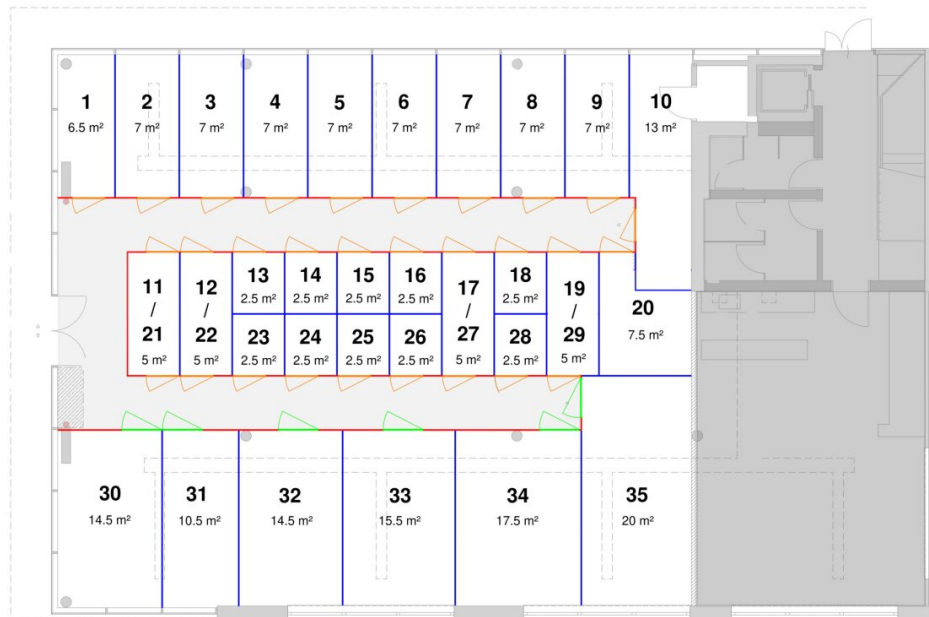 1
6.5 m²
2
7 m²
3
7 m²
4
7 m²
5
7 m²
6
7 m²
7
7 m²
8
7 m²
9
7 m²
10
13 m²
11
/
21
5 m²
12
/
22
5 m²
13
2.5 m²
14
2.5 m²
15
2.5 m²
16
2.5 m²
17
/
27
5 m²
18
2.5 m²
19
/
29
5 m²
20
7.5 m²
23
2.5 m²
24
2.5 m²
25
2.5 m²
26
2.5 m²
28
2.5 m²
30
14.5 m²
31
10.5 m²
32
14.5 m²
33
15.5 m²
34
17.5 m²
35
20 m²